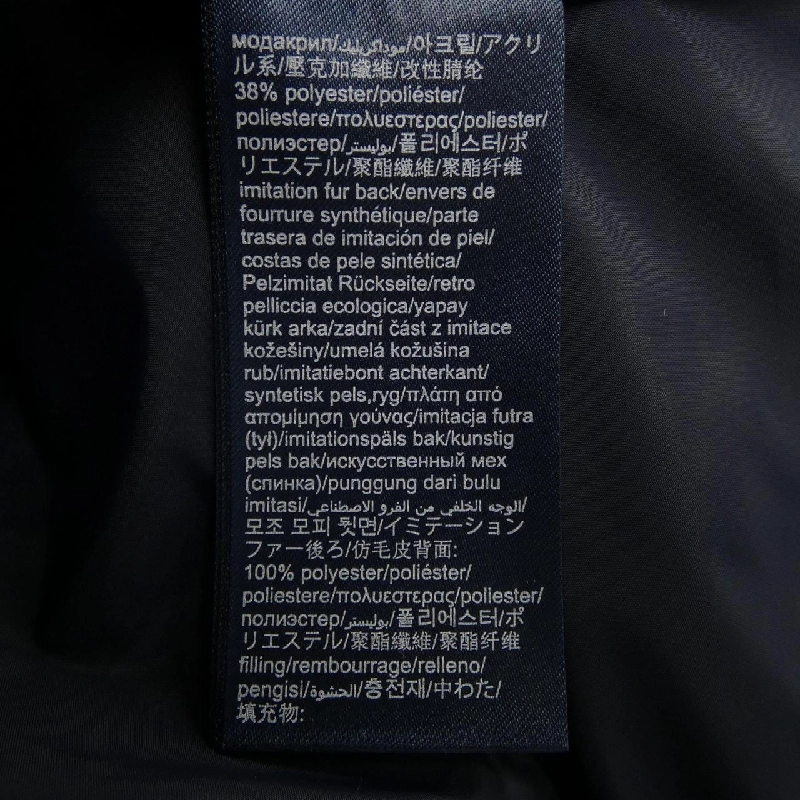 модакрил/موداكريليك/아크릴/アクリ
ル系/壓克加纖維/改性腈纶
38% polyester/poliéster/
poliestere/πολυεστερας/poliester/
полиэстер/بوليستر/폴리에스터/ポ
リエステル/聚酯纖維/聚酯纤维
imitation fur back/envers de
fourrure synthétique/parte
trasera de imitación de piel/
costas de pele sintética/
Pelzimitat Rückseite/retro
pelliccia ecologica/yapay
kürk arka/zadní část z imitace
kožešiny/umelá kožušina
rub/imitatiebont achterkant/
syntetisk pels,ryg/πλάτη από
απομίμηση γούνας/imitacja futra
(tył)/imitationspäls bak/kunstig
pels bak/искусственный мех
(спинка)/punggung dari bulu
imitasi/الوجه الخلفي من الفرو الاصطناعي/
모조 모피 뒷면/イミテーション
ファー後ろ/仿毛皮背面:
100% polyester/poliéster/
poliestere/πολυεστερας/poliester/
полиэстер/بوليستر/폴리에스터/ポ
リエステル/聚酯纖維/聚酯纤维
filling/rembourrage/relleno/
pengisi/الحشوة/충전재/中わた/
填充物: